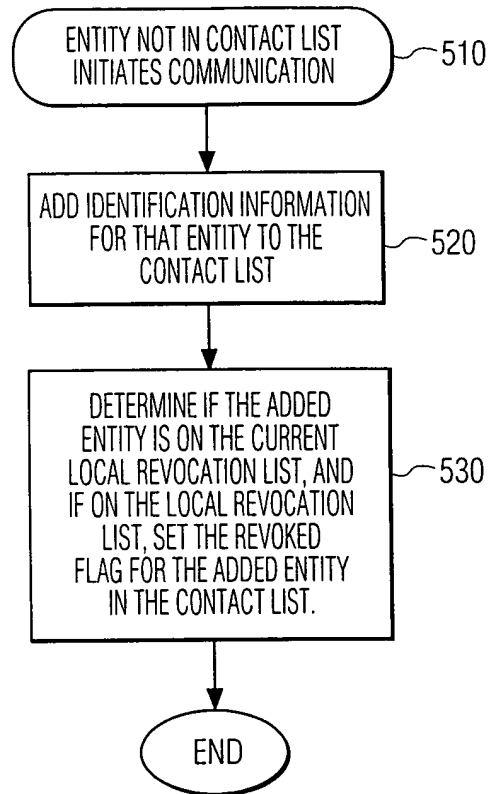 ENTITY NOT IN CONTACT LIST
INITIATES COMMUNICATION
510
ADD IDENTIFICATION INFORMATION
FOR THAT ENTITY TO THE
CONTACT LIST
520
DETERMINE IF THE ADDED
ENTITY IS ON THE CURRENT
LOCAL REVOCATION LIST, AND
IF ON THE LOCAL REVOCATION
LIST, SET THE REVOKED
FLAG FOR THE ADDED ENTITY
IN THE CONTACT LIST.
530
END